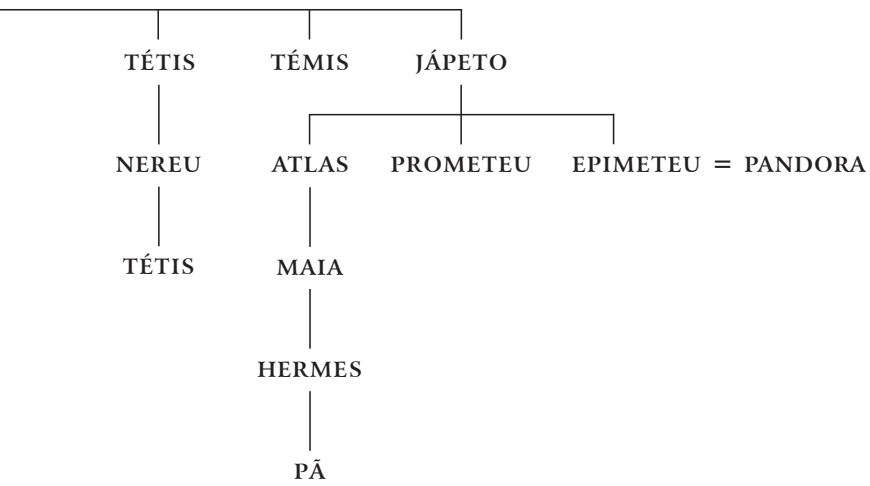 TÉTIS TÉMIS JÁPETO
NEREU ATLAS PROMETEU EPIMETEU = PANDORA
TÉTIS MAIA
HERMES
PÃ